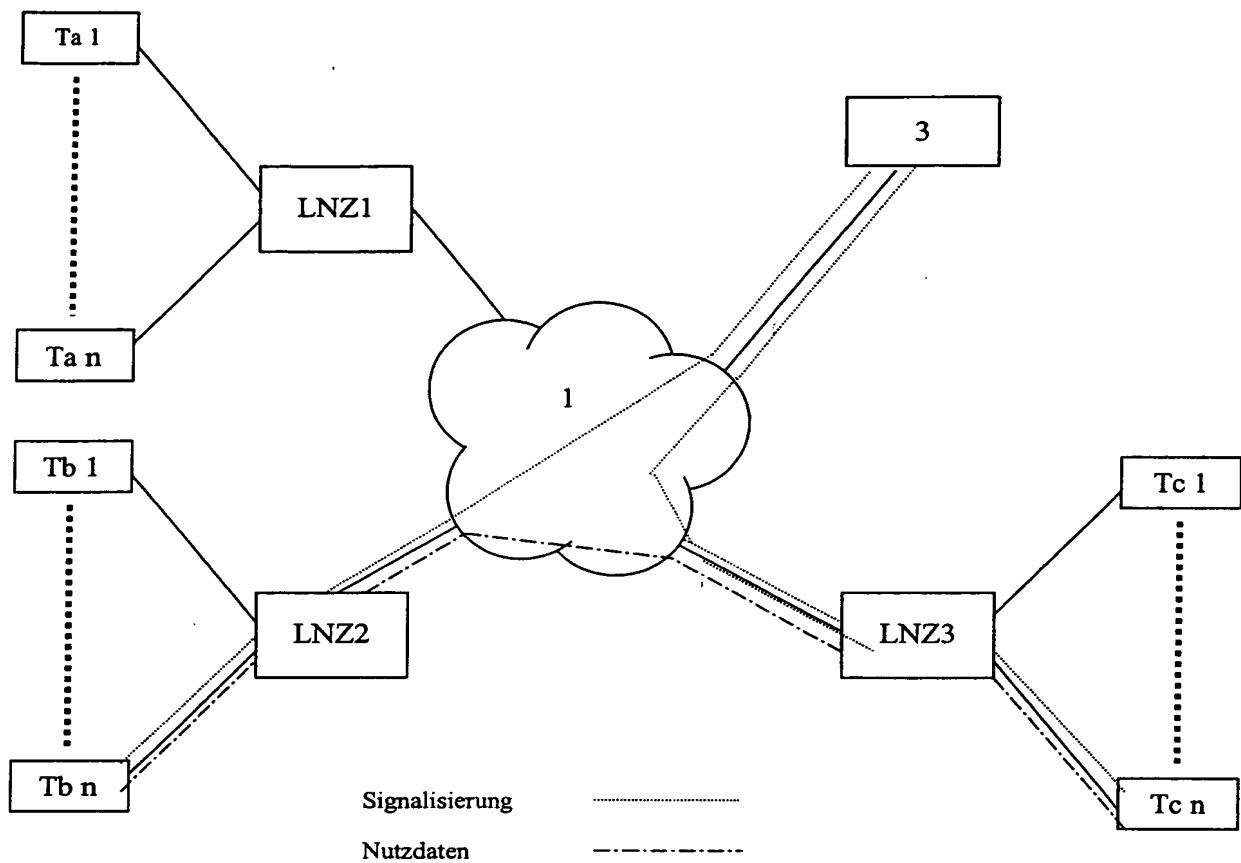 Ta 1
3
LNZ1
Ta n
1
Tb 1
Tc 1
LNZ2
LNZ3
Tb n
Tc n
Signalisierung
Nutzdaten